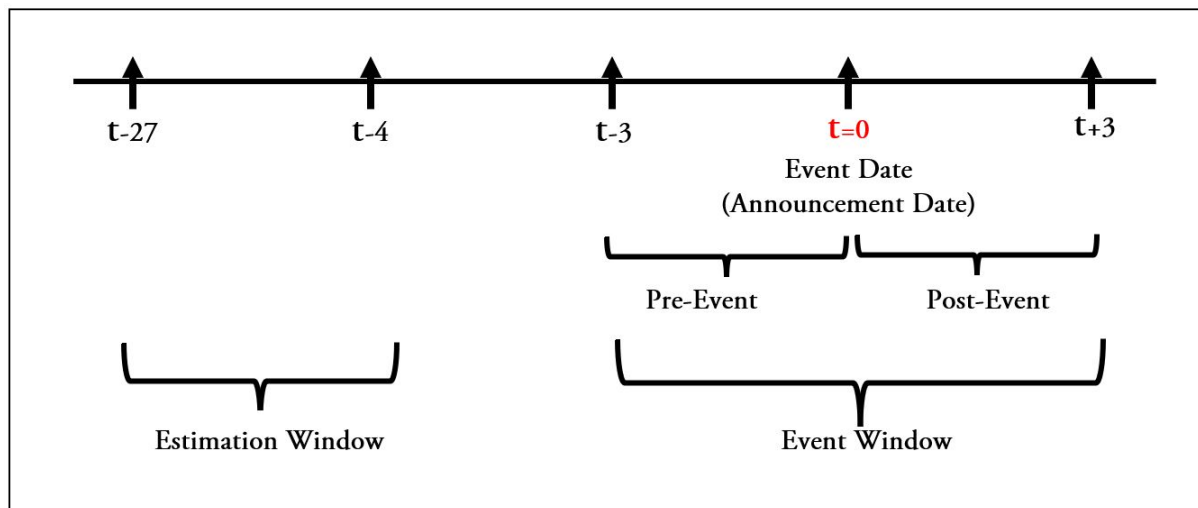 t-27 t-4 t-3 t=0 t+3
Event Date
(Announcement Date)
Pre-Event Post-Event
Estimation Window Event Window